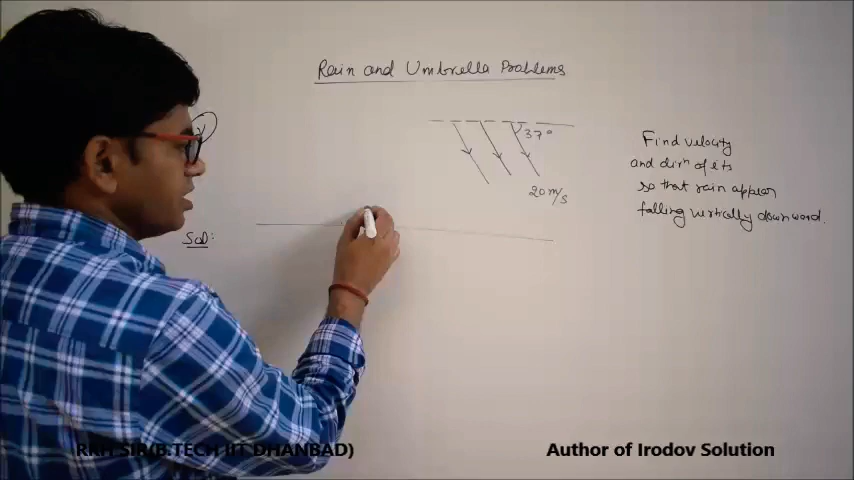 Rain and Umbrella Problems
37°
20 m/s
Find velocity
and dirⁿ of its
so that rain appear
falling vertically downward.
Sol:
RKH SIR(B.TECH IIT DHANBAD)
Author of Irodov Solution